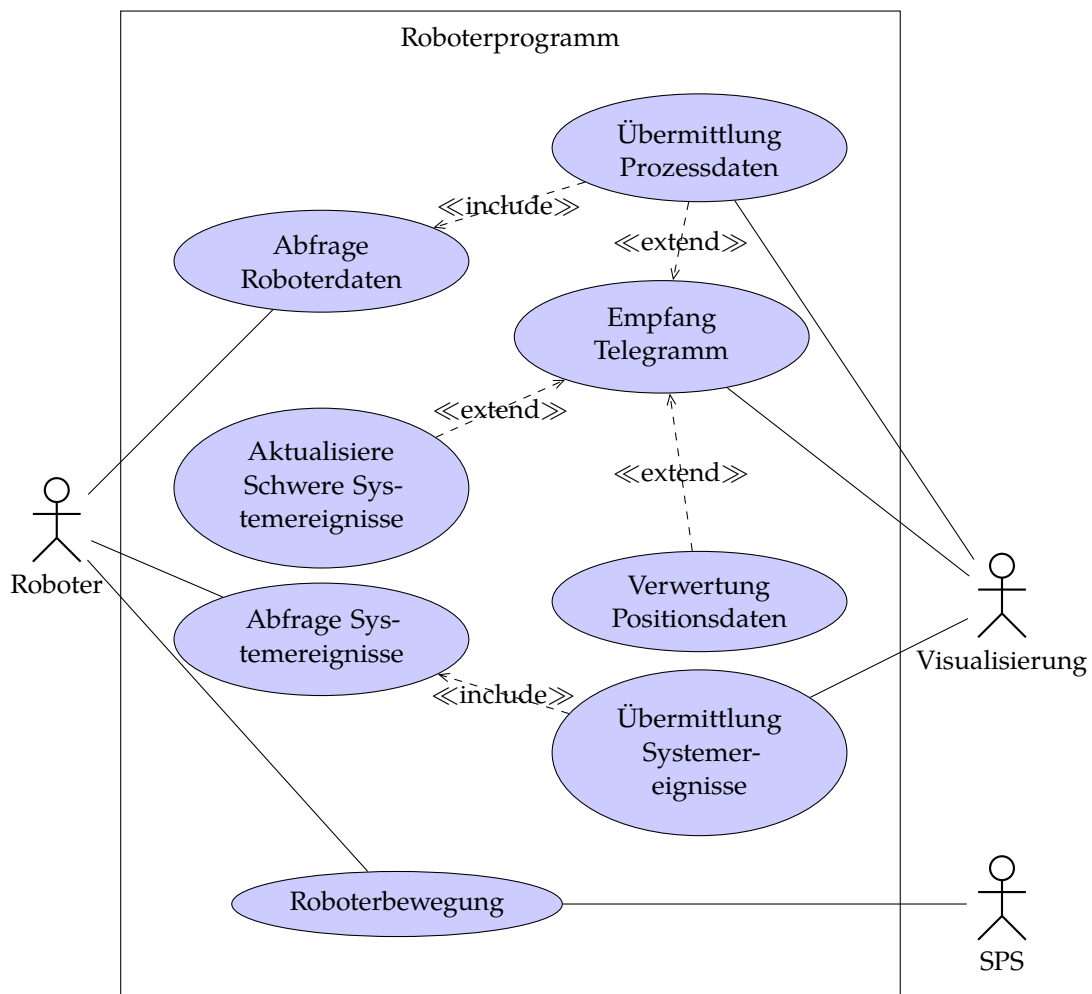 Roboterprogramm
Übermittlung
Prozessdaten
≪include≫
Abfrage
Roboterdaten
≪extend≫
Empfang
Telegramm
≪extend≫
Aktualisiere
Schwere Sys-
temereignisse
≪extend≫
Roboter
Verwertung
Positionsdaten
Abfrage Sys-
temereignisse
Visualisierung
≪include≫
Übermittlung
Systemer-
eignisse
Roboterbewegung
SPS